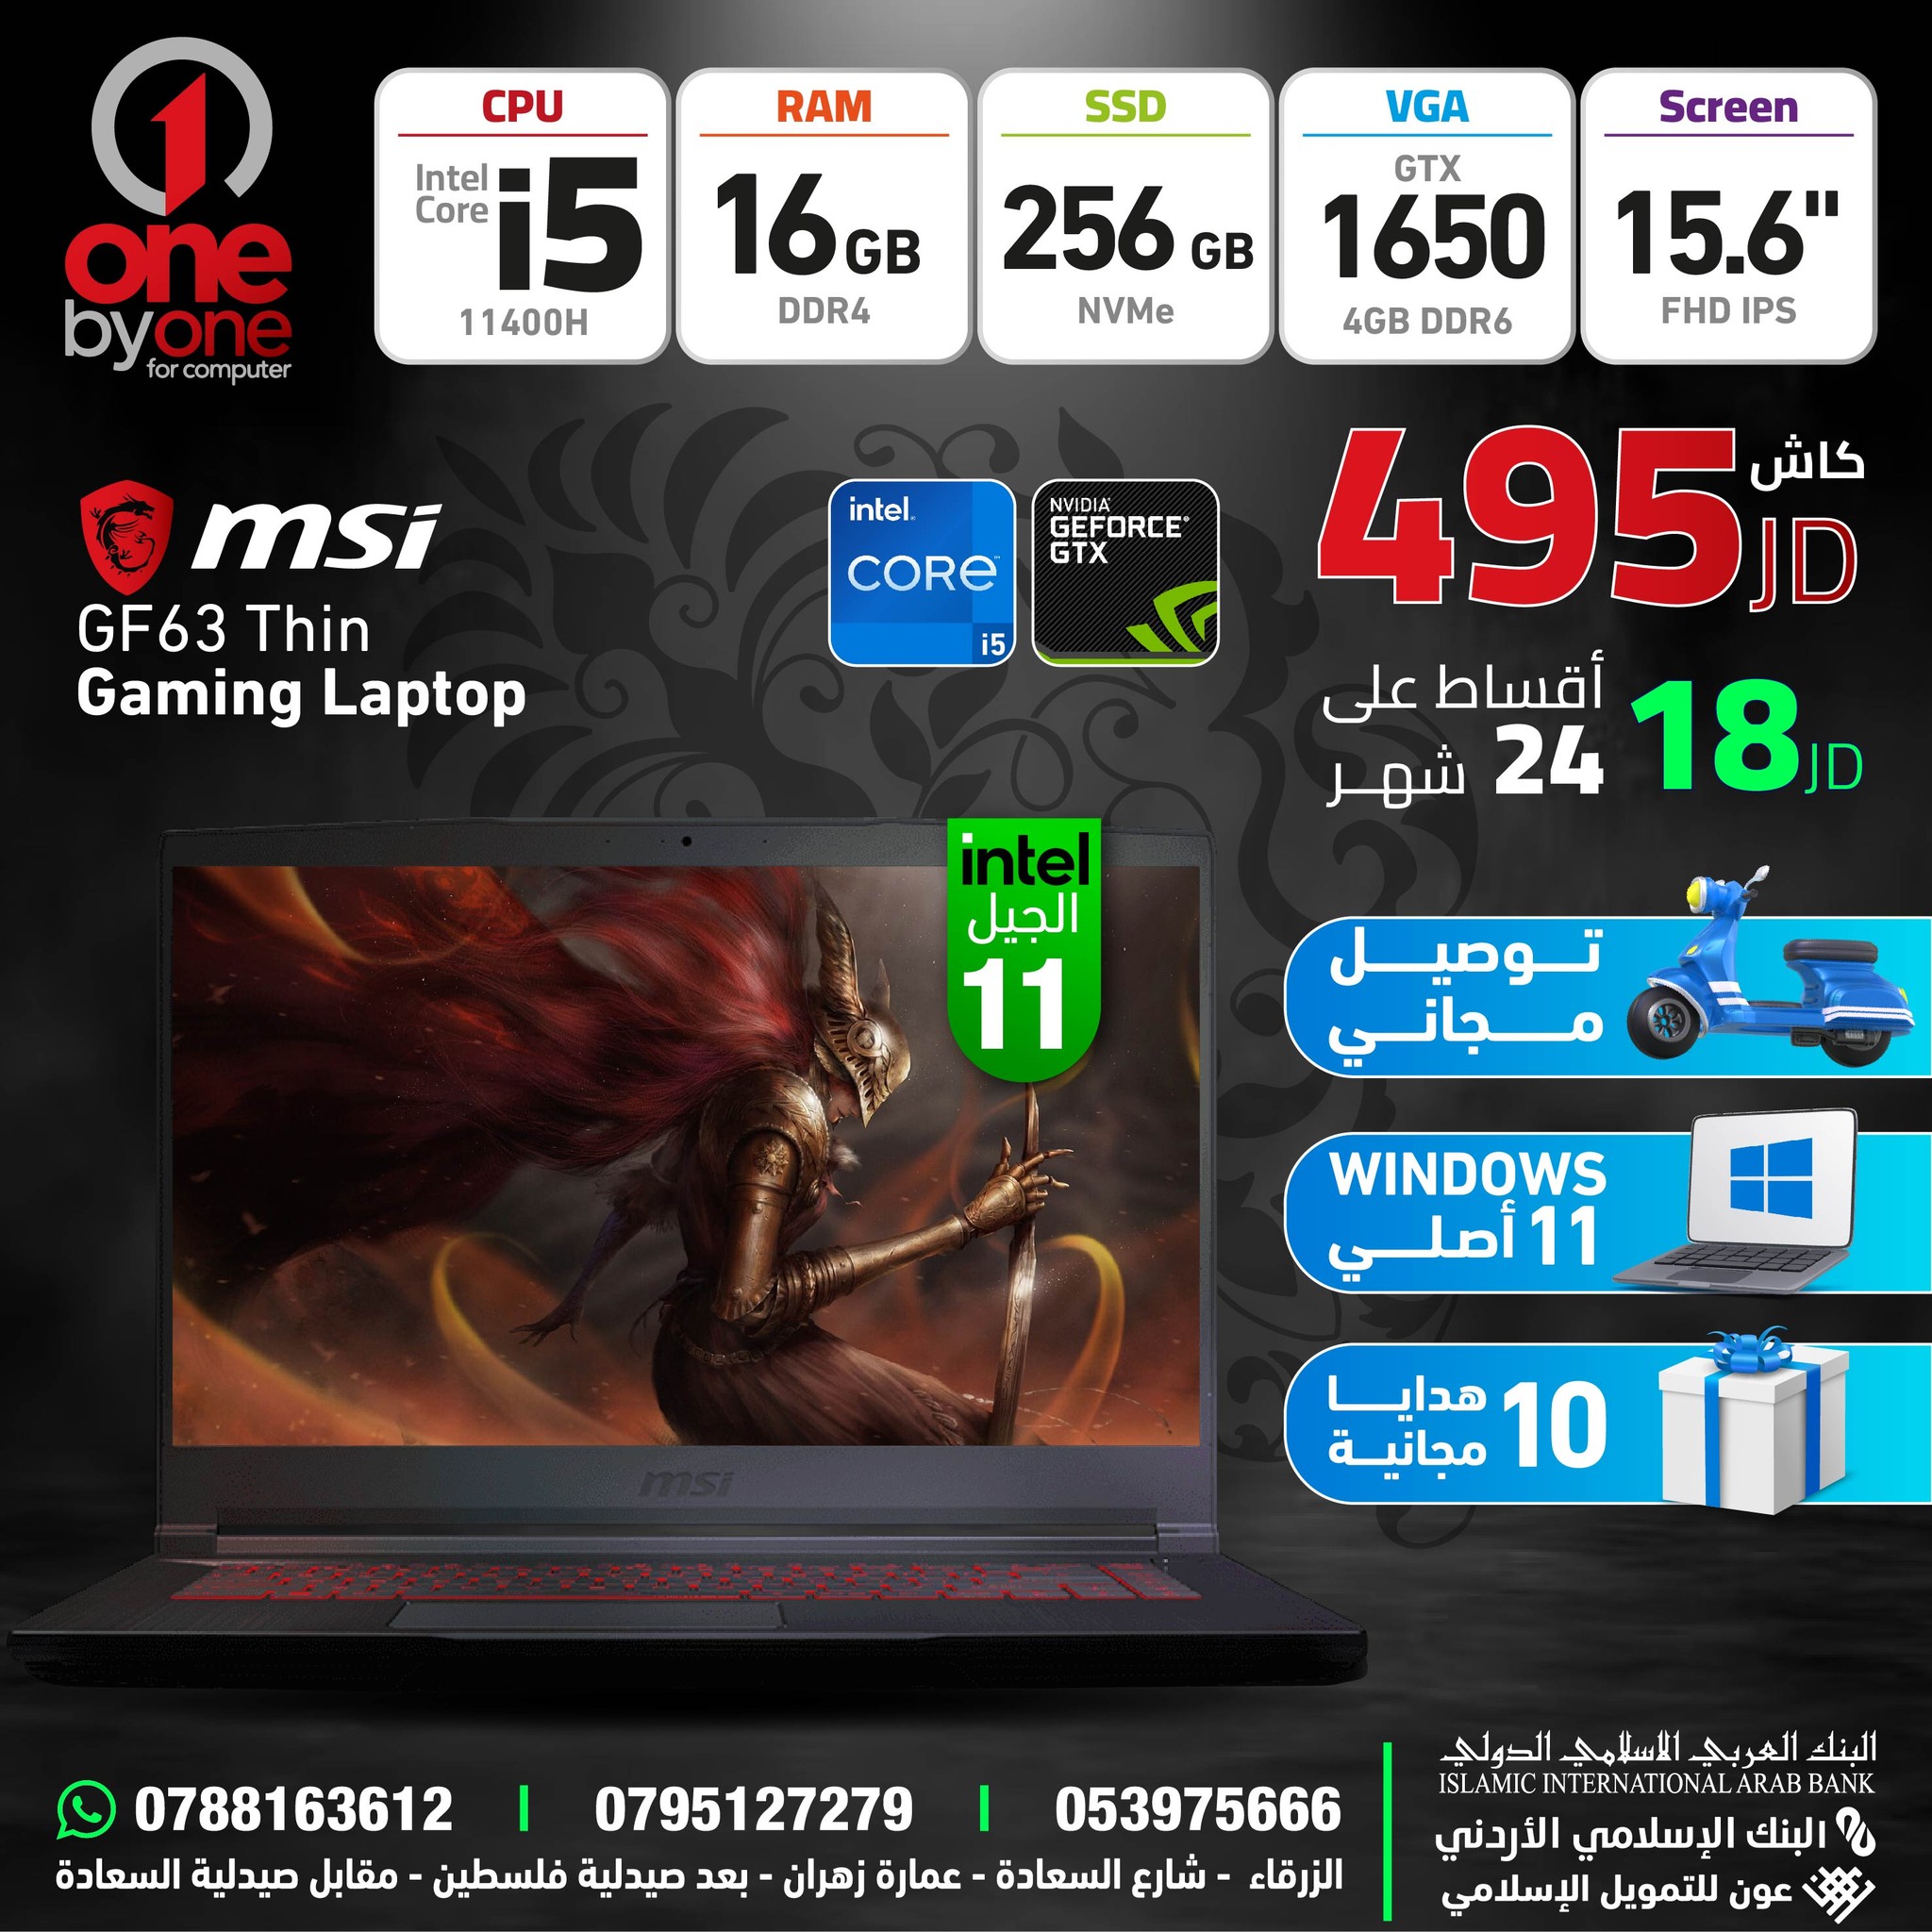 1
one
byone
for computer
CPU
Intel
Core
i5
11400H
RAM
16 GB
DDR4
SSD
256 GB
NVMe
VGA
GTX
1650
4GB DDR6
Screen
15.6"
FHD IPS
msi
GF63 Thin
Gaming Laptop
intel.
CORe™
i5
NVIDIA®
GEFORCE®
GTX
كاش
495 JD
18 JD
أقساط على
24 شهر
intel
الجيل
11
توصيل
مجاني
WINDOWS
11 أصلي
10 هدايا
مجانية
msi
0788163612 | 0795127279 | 053975666
الزرقاء - شارع السعادة - عمارة زهران - بعد صيدلية فلسطين - مقابل صيدلية السعادة
البنك العربي الاسلامي الدولي
ISLAMIC INTERNATIONAL ARAB BANK
البنك الإسلامي الأردني
عون للتمويل الإسلامي